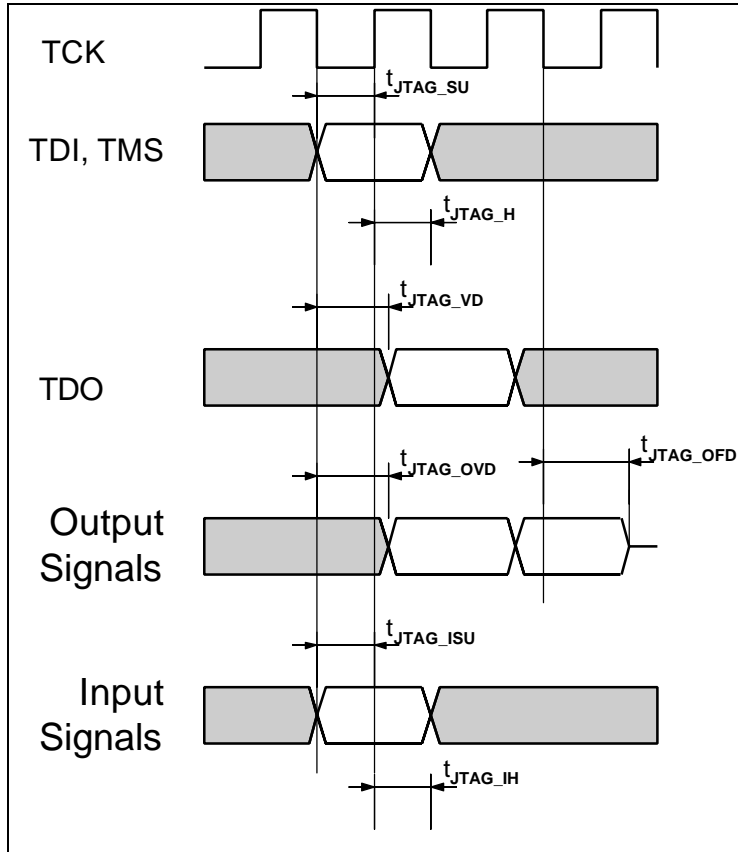 TCK
tJTAG_SU
TDI, TMS
tJTAG_H
tJTAG_VD
TDO
tJTAG_OVD
tJTAG_OFD
Output
Signals
tJTAG_ISU
Input
Signals
tJTAG_IH